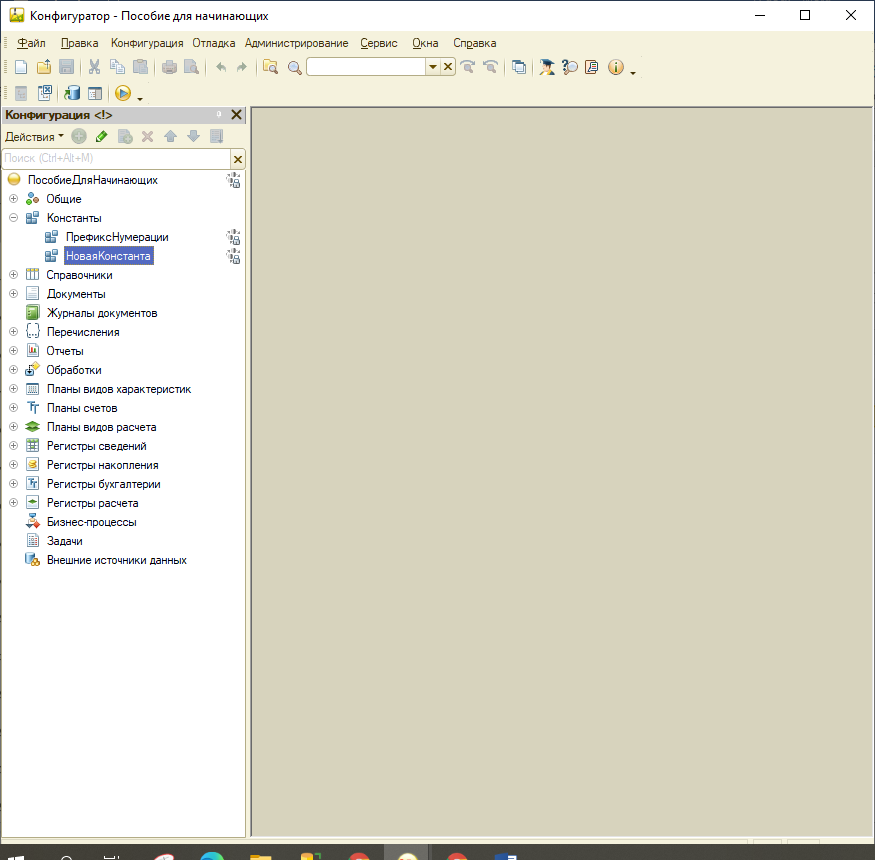 Конфигуратор - Пособие для начинающих
Файл Правка Конфигурация Отладка Администрирование Сервис Окна Справка
Конфигурация <!>
Действия
Поиск (Ctrl+Alt+M)
ПособиеДляНачинающих
Общие
Константы
ПрефиксНумерации
НоваяКонстанта
Справочники
Документы
Журналы документов
Перечисления
Отчеты
Обработки
Планы видов характеристик
Планы счетов
Планы видов расчета
Регистры сведений
Регистры накопления
Регистры бухгалтерии
Регистры расчета
Бизнес-процессы
Задачи
Внешние источники данных